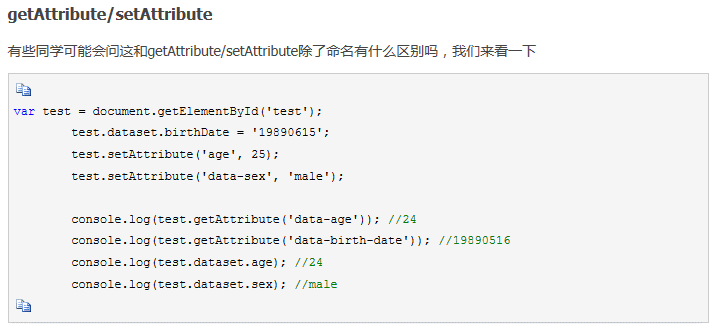 getAttribute/setAttribute
有些同学可能会问这和getAttribute/setAttribute除了命名有什么区别吗，我们来看一下
var test = document.getElementById('test');
test.dataset.birthDate = '19890615';
test.setAttribute('age', 25);
test.setAttribute('data-sex', 'male');
console.log(test.getAttribute('data-age')); //24
console.log(test.getAttribute('data-birth-date')); //19890516
console.log(test.dataset.age); //24
console.log(test.dataset.sex); //male